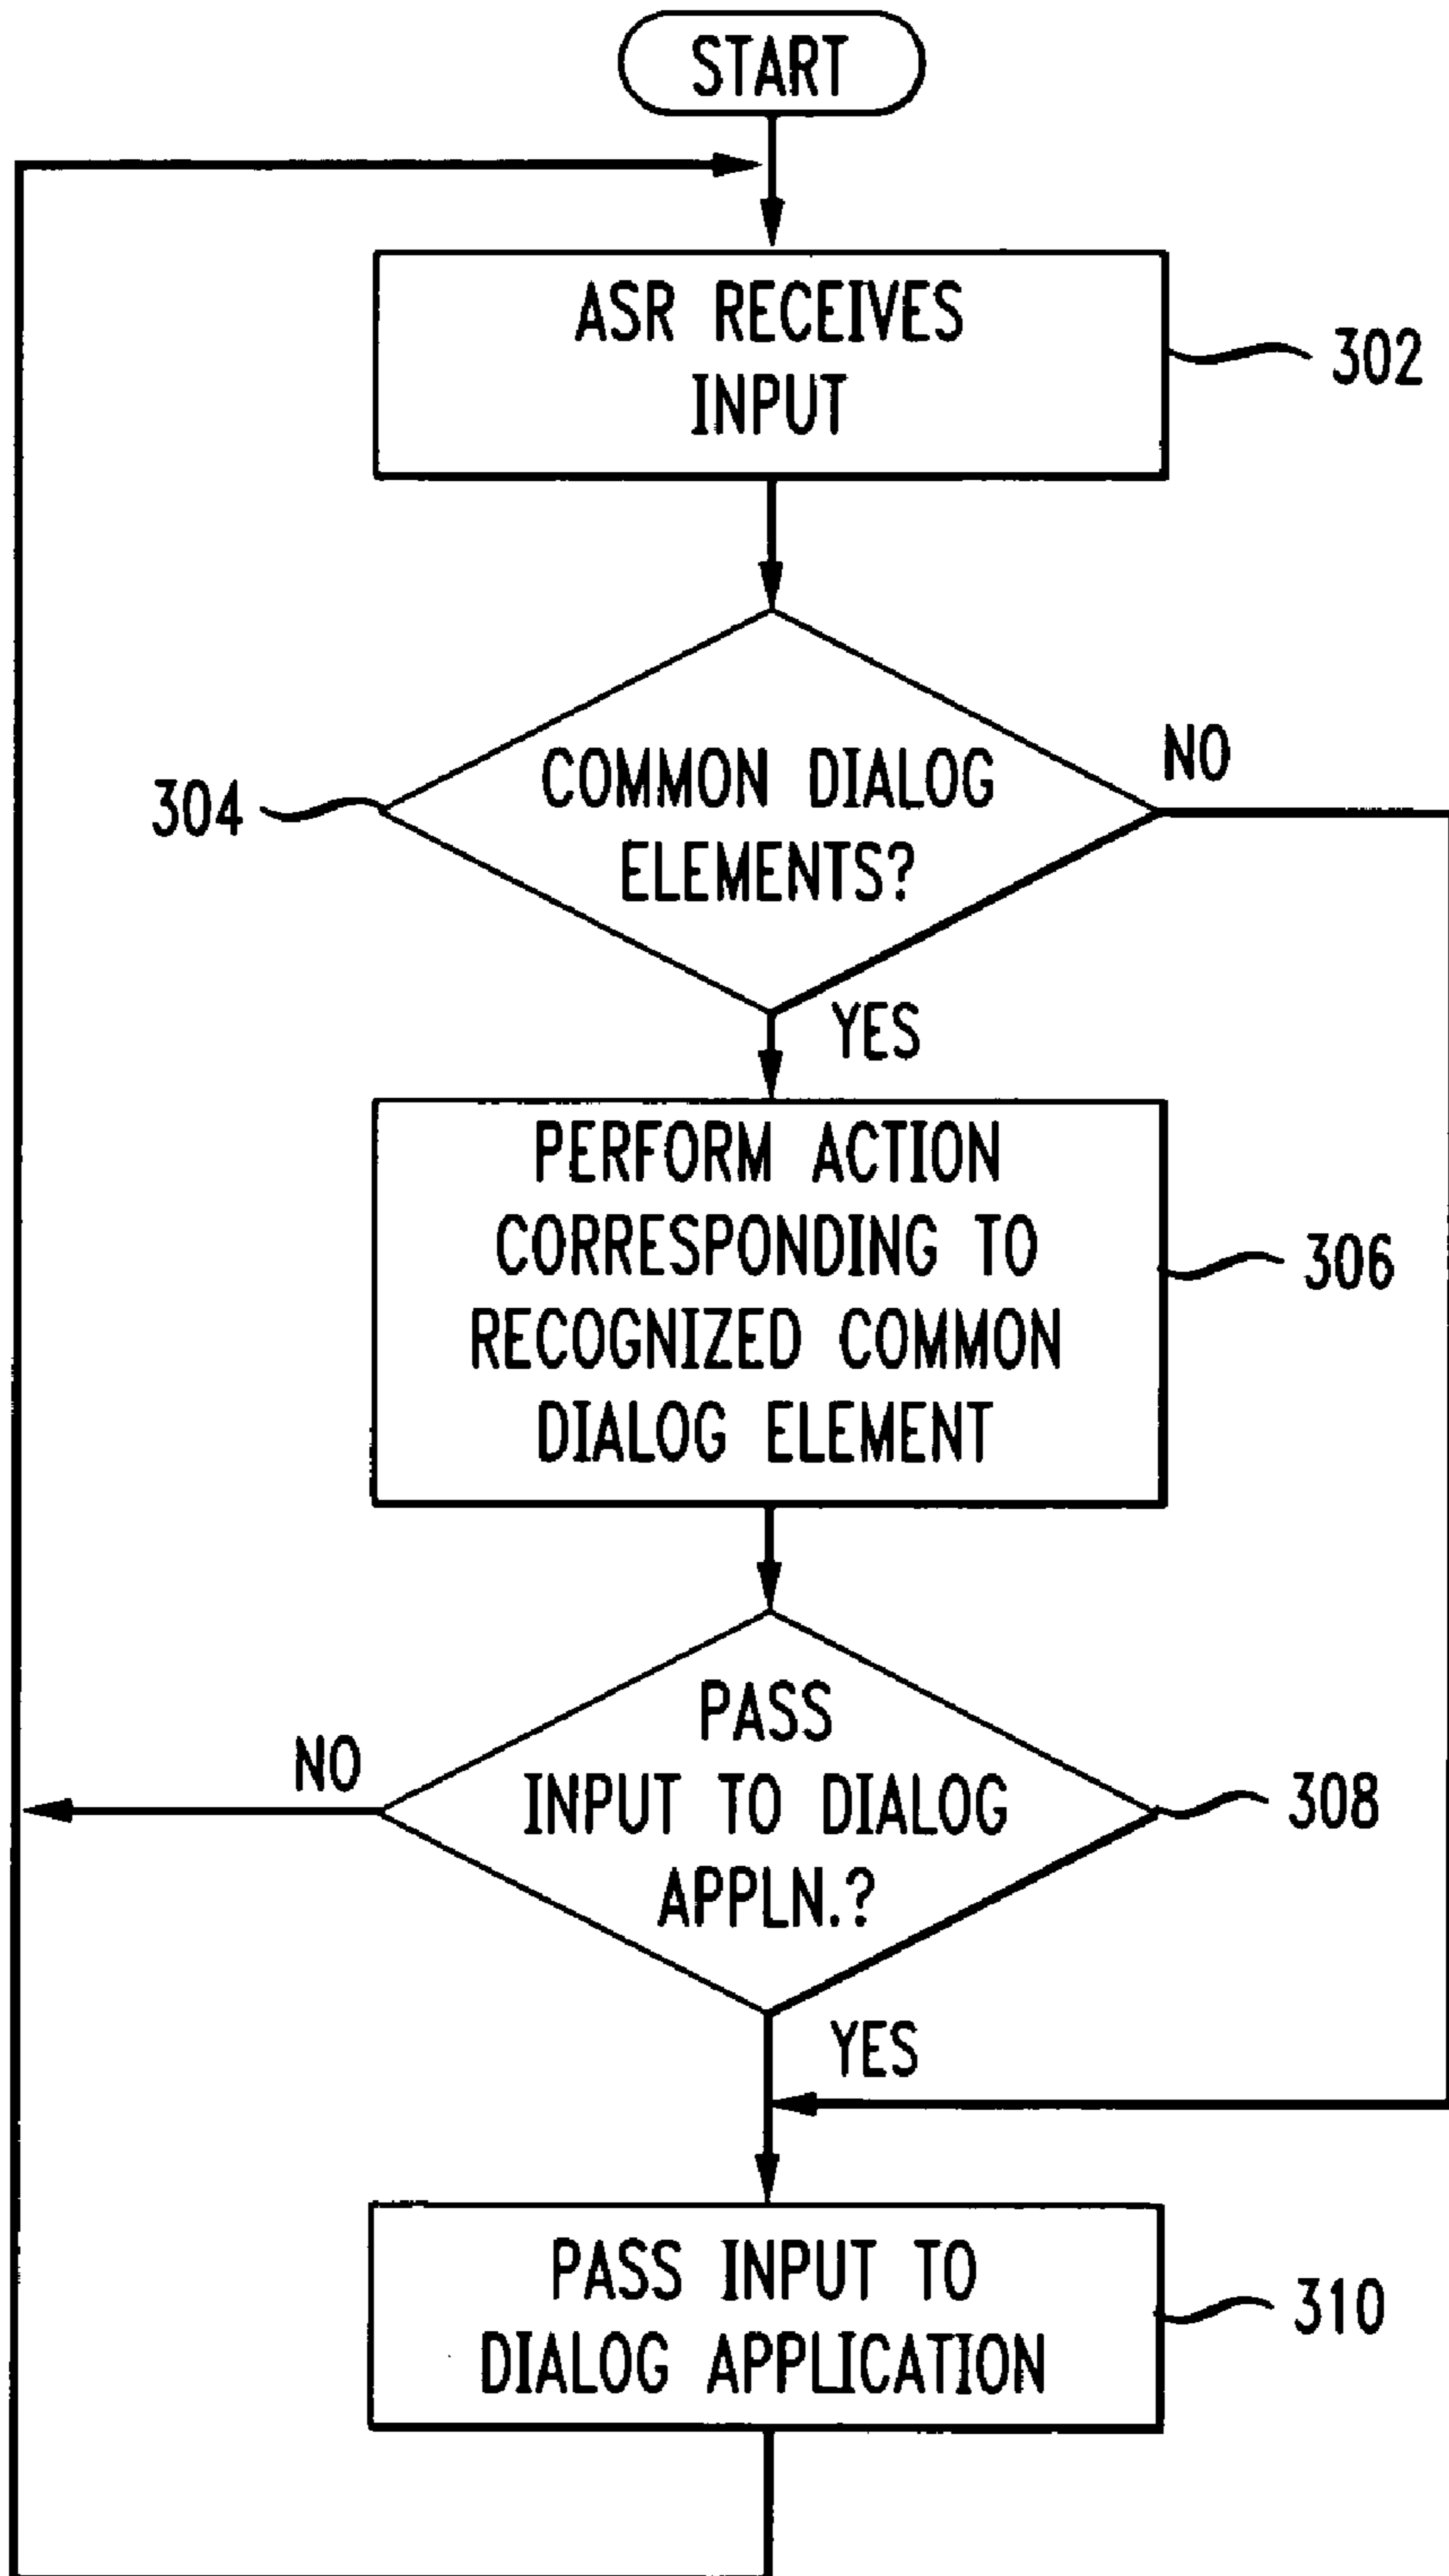 START
ASR RECEIVES
INPUT
302
COMMON DIALOG
ELEMENTS?
304
NO
YES
PERFORM ACTION
CORRESPONDING TO
RECOGNIZED COMMON
DIALOG ELEMENT
306
PASS
INPUT TO DIALOG
APPLN.?
NO
308
YES
PASS INPUT TO
DIALOG APPLICATION
310